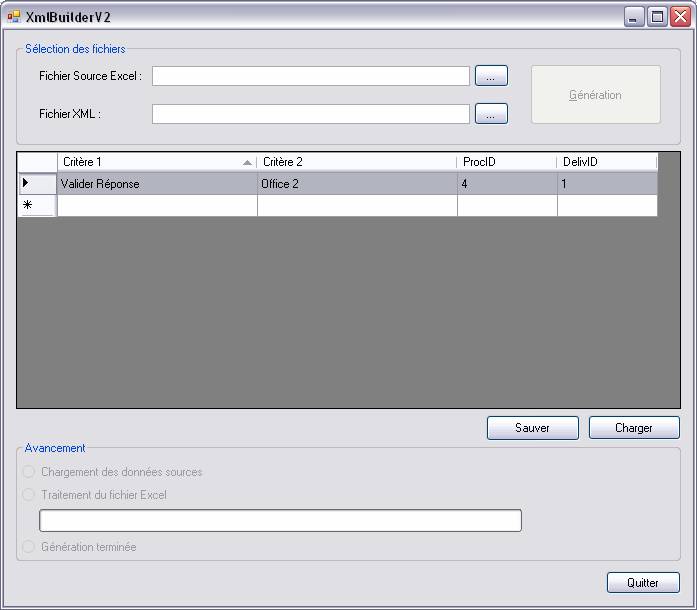 XmlBuilderV2
Sélection des fichiers
Fichier Source Excel :
...
Génération
Fichier XML :
...
Critère 1 Critère 2 ProcID DelivID
Valider Réponse Office 2 4 1
Sauver Charger
Avancement
Chargement des données sources
Traitement du fichier Excel
Génération terminée
Quitter